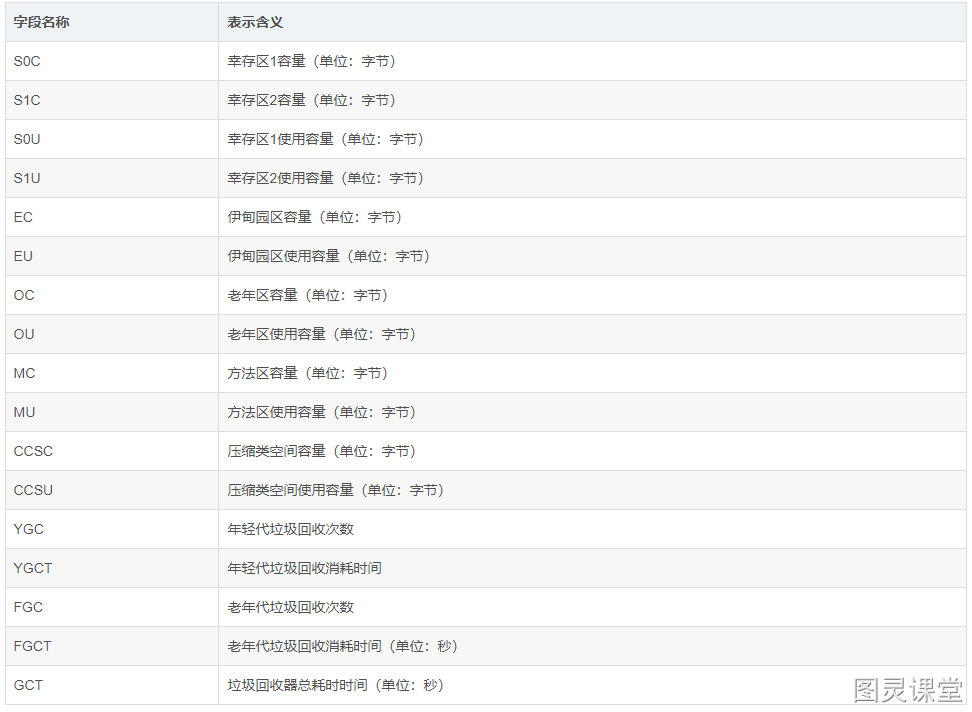 字段名称 表示含义
S0C 幸存区1容量（单位：字节）
S1C 幸存区2容量（单位：字节）
S0U 幸存区1使用容量（单位：字节）
S1U 幸存区2使用容量（单位：字节）
EC 伊甸园区容量（单位：字节）
EU 伊甸园区使用容量（单位：字节）
OC 老年区容量（单位：字节）
OU 老年区使用容量（单位：字节）
MC 方法区容量（单位：字节）
MU 方法区使用容量（单位：字节）
CCSC 压缩类空间容量（单位：字节）
CCSU 压缩类空间使用容量（单位：字节）
YGC 年轻代垃圾回收次数
YGCT 年轻代垃圾回收消耗时间
FGC 老年代垃圾回收次数
FGCT 老年代垃圾回收消耗时间（单位：秒）
GCT 垃圾回收器总耗时时间（单位：秒）
图灵课堂